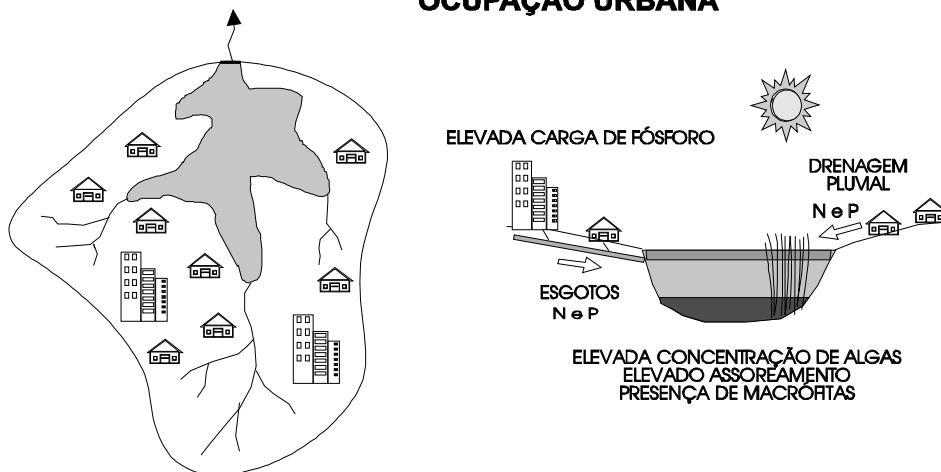 OCUPAÇÃO URBANA
ELEVADA CARGA DE FÓSFORO
DRENAGEM
PLUVIAL
N e P
ESGOTOS
N e P
ELEVADA CONCENTRAÇÃO DE ALGAS
ELEVADO ASSOREAMENTO
PRESENÇA DE MACRÓFITAS